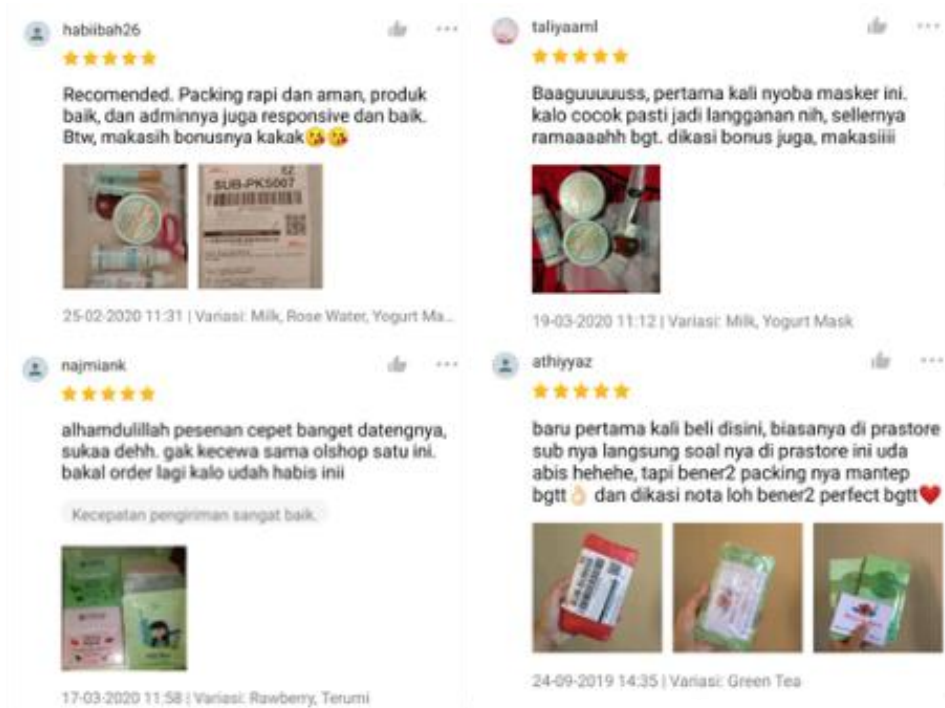 habiibah26
Recomended. Packing rapi dan aman, produk
baik, dan adminnya juga responsive dan baik.
Btw, makasih bonusnya kakak😘😘
EZ
SUB-PKS007
25-02-2020 11:31 | Variasi: Milk, Rose Water, Yogurt Ma...
taliyaaml
Baaguuuuuss, pertama kali nyoba masker ini.
kalo cocok pasti jadi langganan nih, sellernya
ramaaaahh bgt. dikasi bonus juga, makasiiii
19-03-2020 11:12 | Variasi: Milk, Yogurt Mask
najmiank
alhamdulillah pesenan cepet banget datengnya,
sukaa dehh. gak kecewa sama olshop satu ini.
bakal order lagi kalo udah habis inii
Kecepatan pengiriman sangat baik.
17-03-2020 11:58 | Variasi: Rawberry, Terumi
athiyyaz
baru pertama kali beli disini, biasanya di prastore
sub nya langsung soal nya di prastore ini uda
abis hehehe, tapi bener2 packing nya mantep
bgtt👌🏻 dan dikasi nota loh bener2 perfect bgtt❤️
24-09-2019 14:35 | Variasi: Green Tea